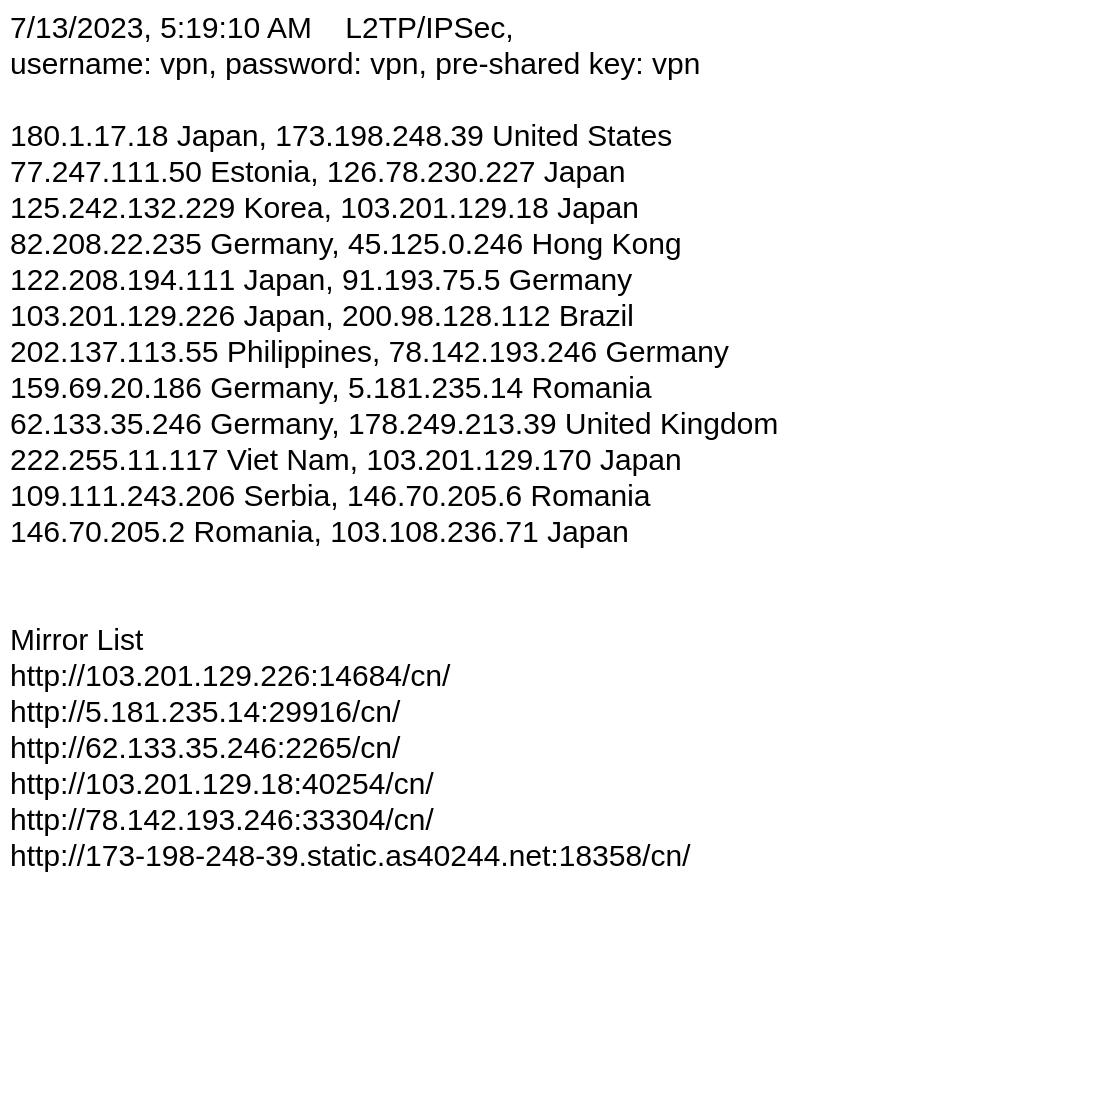 7/13/2023, 5:19:10 AM    L2TP/IPSec,
username: vpn, password: vpn, pre-shared key: vpn
180.1.17.18 Japan, 173.198.248.39 United States
77.247.111.50 Estonia, 126.78.230.227 Japan
125.242.132.229 Korea, 103.201.129.18 Japan
82.208.22.235 Germany, 45.125.0.246 Hong Kong
122.208.194.111 Japan, 91.193.75.5 Germany
103.201.129.226 Japan, 200.98.128.112 Brazil
202.137.113.55 Philippines, 78.142.193.246 Germany
159.69.20.186 Germany, 5.181.235.14 Romania
62.133.35.246 Germany, 178.249.213.39 United Kingdom
222.255.11.117 Viet Nam, 103.201.129.170 Japan
109.111.243.206 Serbia, 146.70.205.6 Romania
146.70.205.2 Romania, 103.108.236.71 Japan
Mirror List
http://103.201.129.226:14684/cn/
http://5.181.235.14:29916/cn/
http://62.133.35.246:2265/cn/
http://103.201.129.18:40254/cn/
http://78.142.193.246:33304/cn/
http://173-198-248-39.static.as40244.net:18358/cn/